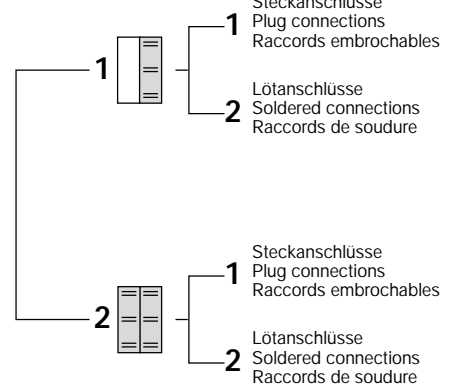 Steckanschlüsse
1 Plug connections
Raccords embrochables
1
Lötanschlüsse
2 Soldered connections
Raccords de soudure
Steckanschlüsse
1 Plug connections
Raccords embrochables
2
Lötanschlüsse
2 Soldered connections
Raccords de soudure